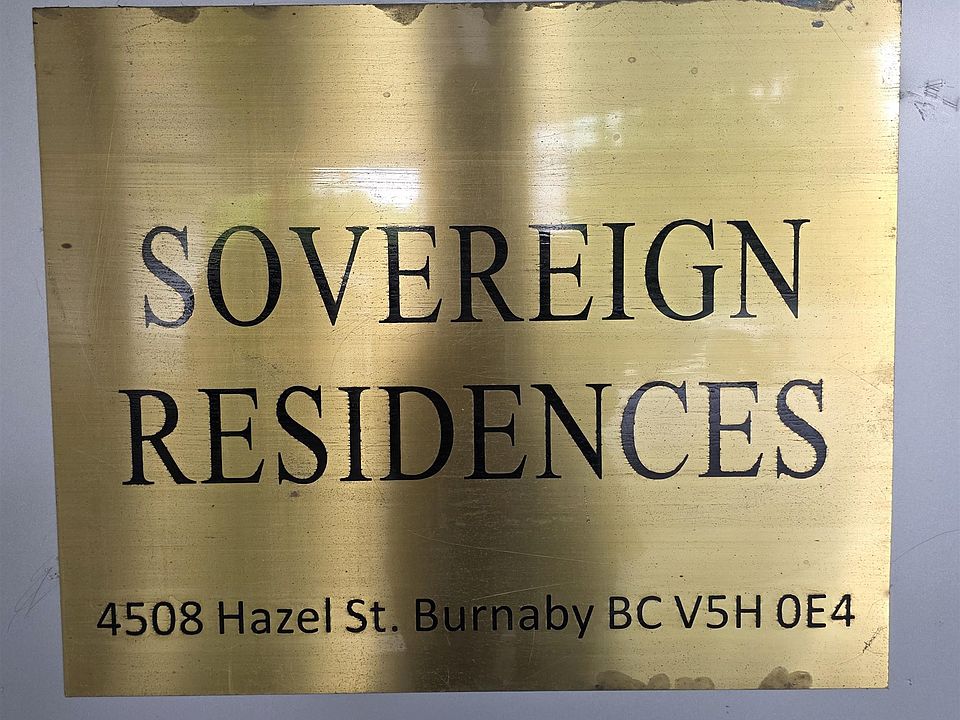 SOVEREIGN
RESIDENCES
4508 Hazel St. Burnaby BC V5H 0E4